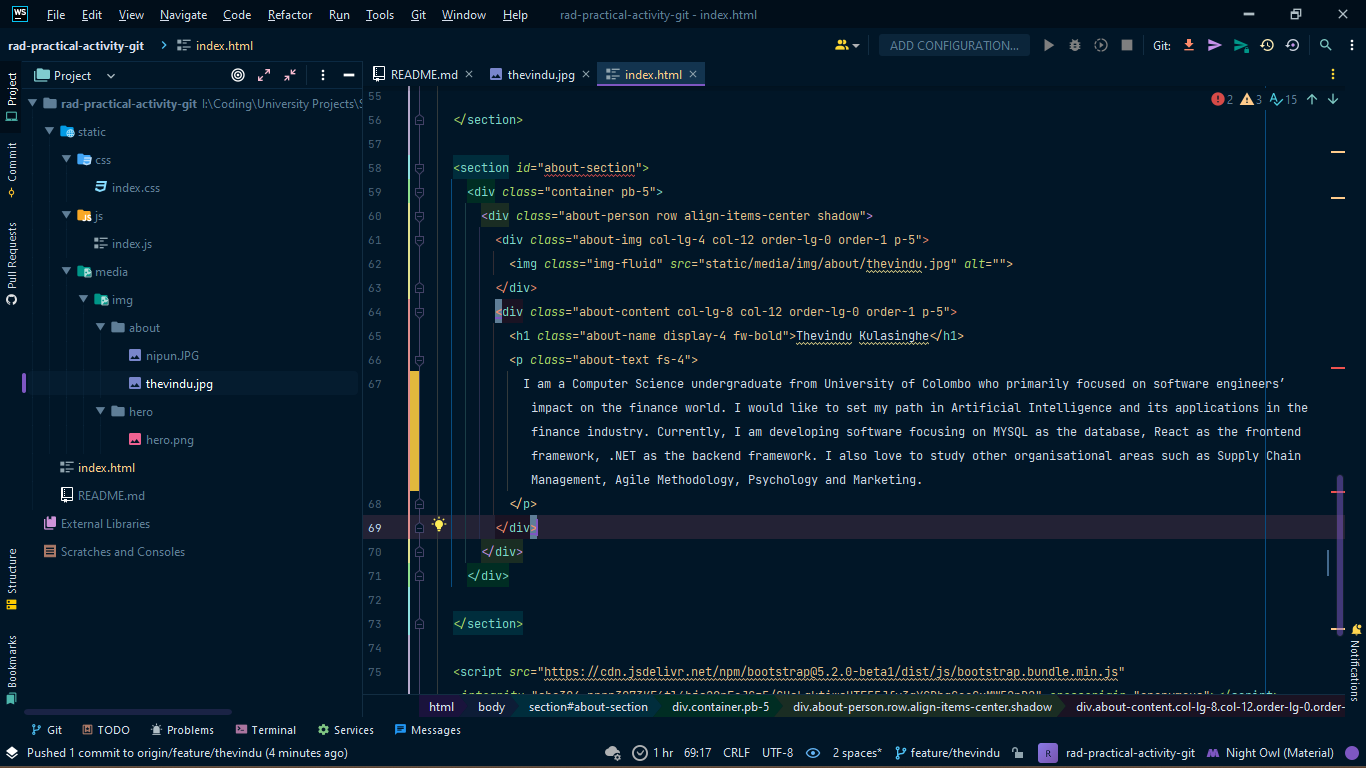 WS File Edit View Navigate Code Refactor Run Tools Git Window Help rad-practical-activity-git - index.html
rad-practical-activity-git index.html ADD CONFIGURATION... Git:
Project README.md thevindu.jpg index.html
Project
Commit
Pull Requests
Structure
Bookmarks
rad-practical-activity-git I:\Coding\University Projects\S
static
css
index.css
js
index.js
media
img
about
nipun.JPG
thevindu.jpg
hero
hero.png
index.html
README.md
External Libraries
Scratches and Consoles
2 3 15
55
56 </section>
57
58 <section id="about-section">
59 <div class="container pb-5">
60 <div class="about-person row align-items-center shadow">
61 <div class="about-img col-lg-4 col-12 order-lg-0 order-1 p-5">
62 <img class="img-fluid" src="static/media/img/about/thevindu.jpg" alt="">
63 </div>
64 <div class="about-content col-lg-8 col-12 order-lg-0 order-1 p-5">
65 <h1 class="about-name display-4 fw-bold">Thevindu Kulasinghe</h1>
66 <p class="about-text fs-4">
67 I am a Computer Science undergraduate from University of Colombo who primarily focused on software engineers’
impact on the finance world. I would like to set my path in Artificial Intelligence and its applications in the
finance industry. Currently, I am developing software focusing on MYSQL as the database, React as the frontend
framework, .NET as the backend framework. I also love to study other organisational areas such as Supply Chain
Management, Agile Methodology, Psychology and Marketing.
68 </p>
69 </div>
70 </div>
71 </div>
72
73 </section>
74
75 <script src="https://cdn.jsdelivr.net/npm/bootstrap@5.2.0-beta1/dist/js/bootstrap.bundle.min.js"
Notifications
html body section#about-section div.container.pb-5 div.about-person.row.align-items-center.shadow div.about-content.col-lg-8.col-12.order-lg-0.order-
Git TODO Problems Terminal Services Messages
Pushed 1 commit to origin/feature/thevindu (4 minutes ago) 1 hr 69:17 CRLF UTF-8 2 spaces* feature/thevindu R rad-practical-activity-git Night Owl (Material)